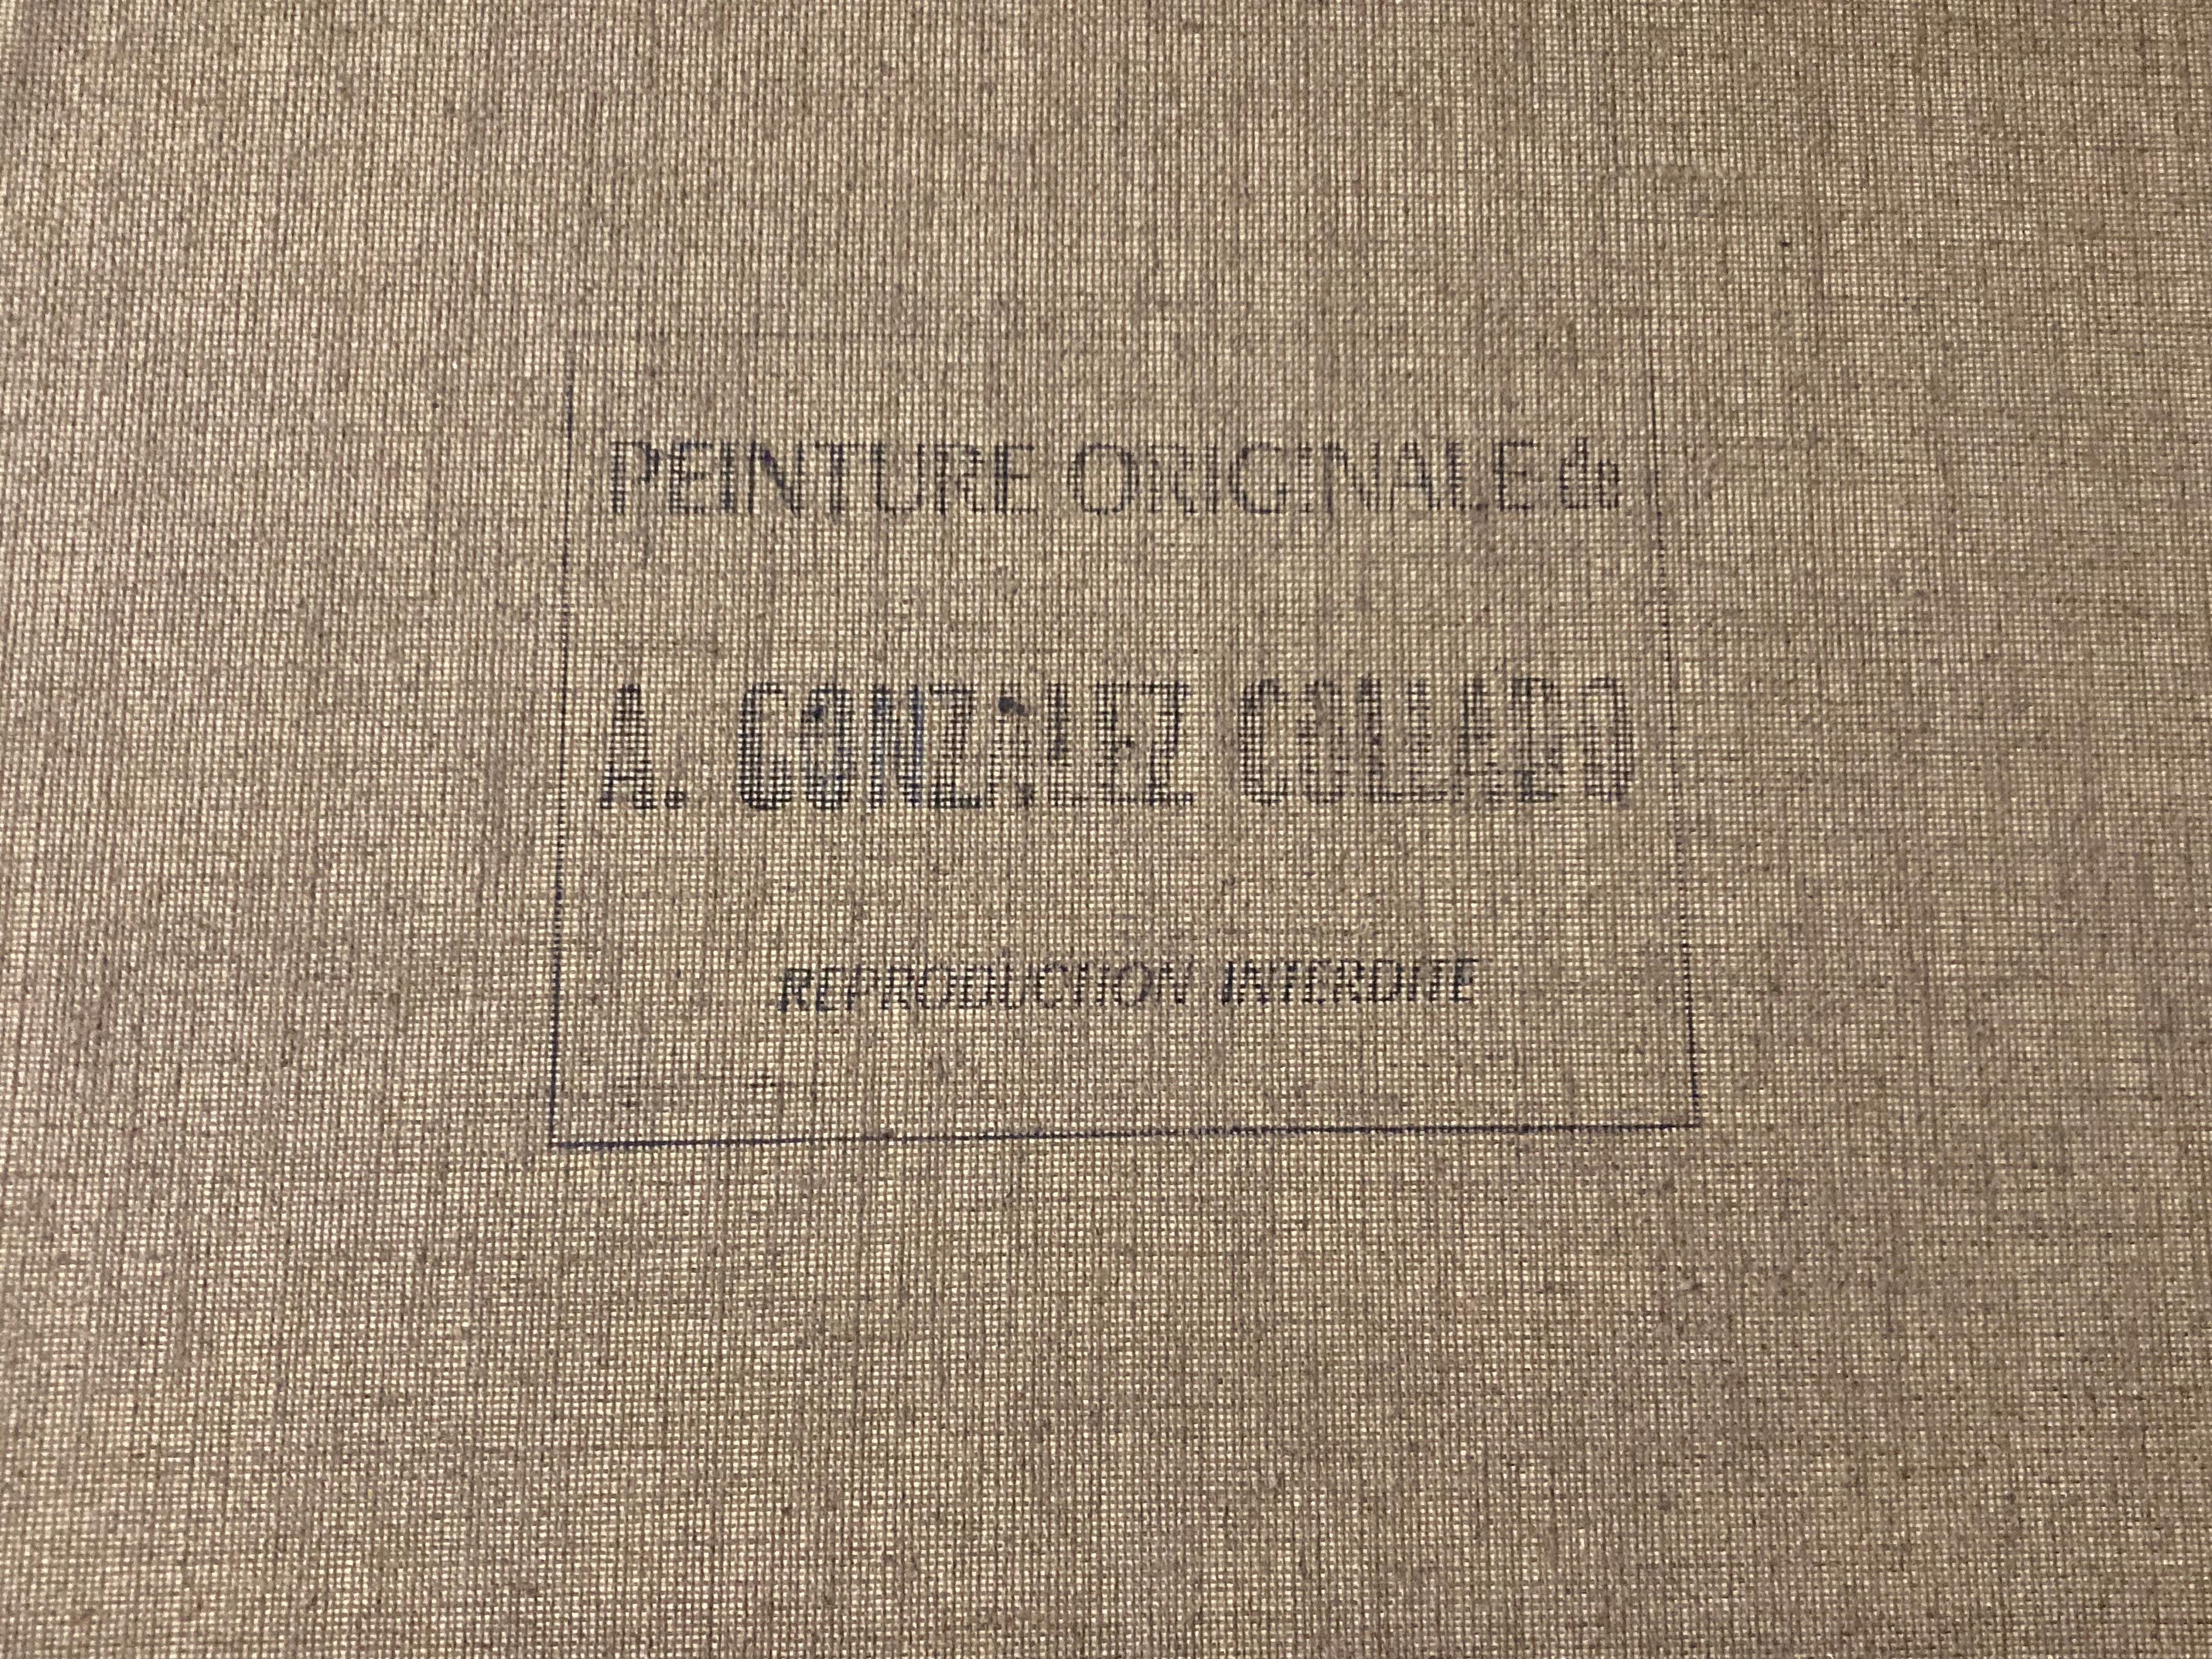 PEINTURE ORIGINALE de
A. GONZALEZ COLLADO
REPRODUCTION INTERDITE